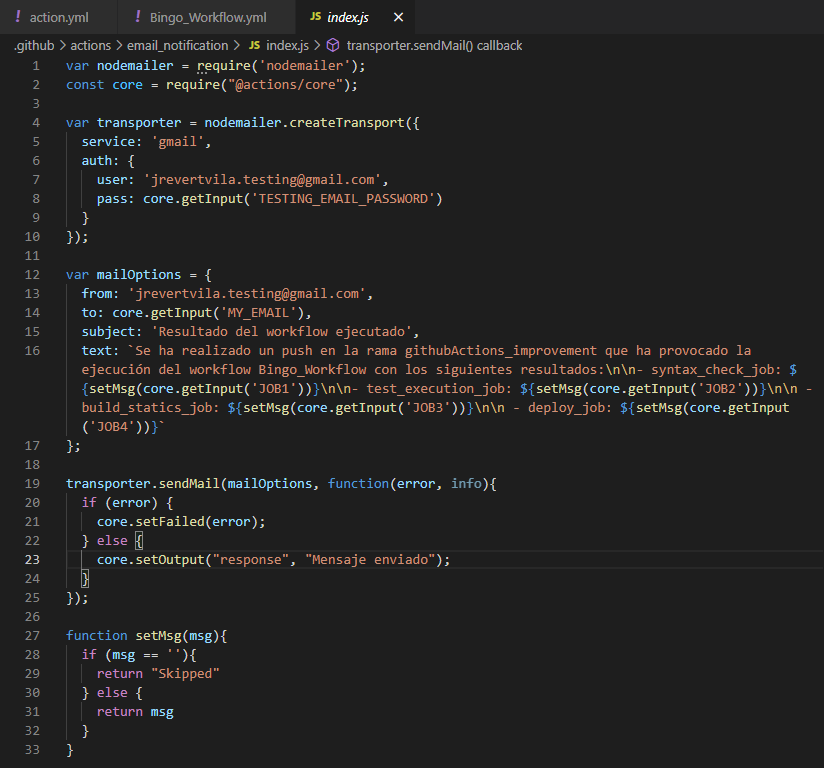 action.yml Bingo_Workflow.yml JS index.js
.github > actions > email_notification > JS index.js > transporter.sendMail() callback
1 var nodemailer = require('nodemailer');
2 const core = require("@actions/core");
3
4 var transporter = nodemailer.createTransport({
5 service: 'gmail',
6 auth: {
7 user: 'jrevertvila.testing@gmail.com',
8 pass: core.getInput('TESTING_EMAIL_PASSWORD')
9 }
10 });
11
12 var mailOptions = {
13 from: 'jrevertvila.testing@gmail.com',
14 to: core.getInput('MY_EMAIL'),
15 subject: 'Resultado del workflow ejecutado',
16 text: `Se ha realizado un push en la rama githubActions_improvement que ha provocado la
ejecución del workflow Bingo_Workflow con los siguientes resultados:\n\n- syntax_check_job: $
{setMsg(core.getInput('JOB1'))}\n\n- test_execution_job: ${setMsg(core.getInput('JOB2'))}\n\n -
build_statics_job: ${setMsg(core.getInput('JOB3'))}\n\n - deploy_job: ${setMsg(core.getInput
('JOB4'))}`
17 };
18
19 transporter.sendMail(mailOptions, function(error, info){
20 if (error) {
21 core.setFailed(error);
22 } else {
23 core.setOutput("response", "Mensaje enviado");
24 }
25 });
26
27 function setMsg(msg){
28 if (msg == ''){
29 return "Skipped"
30 } else {
31 return msg
32 }
33 }